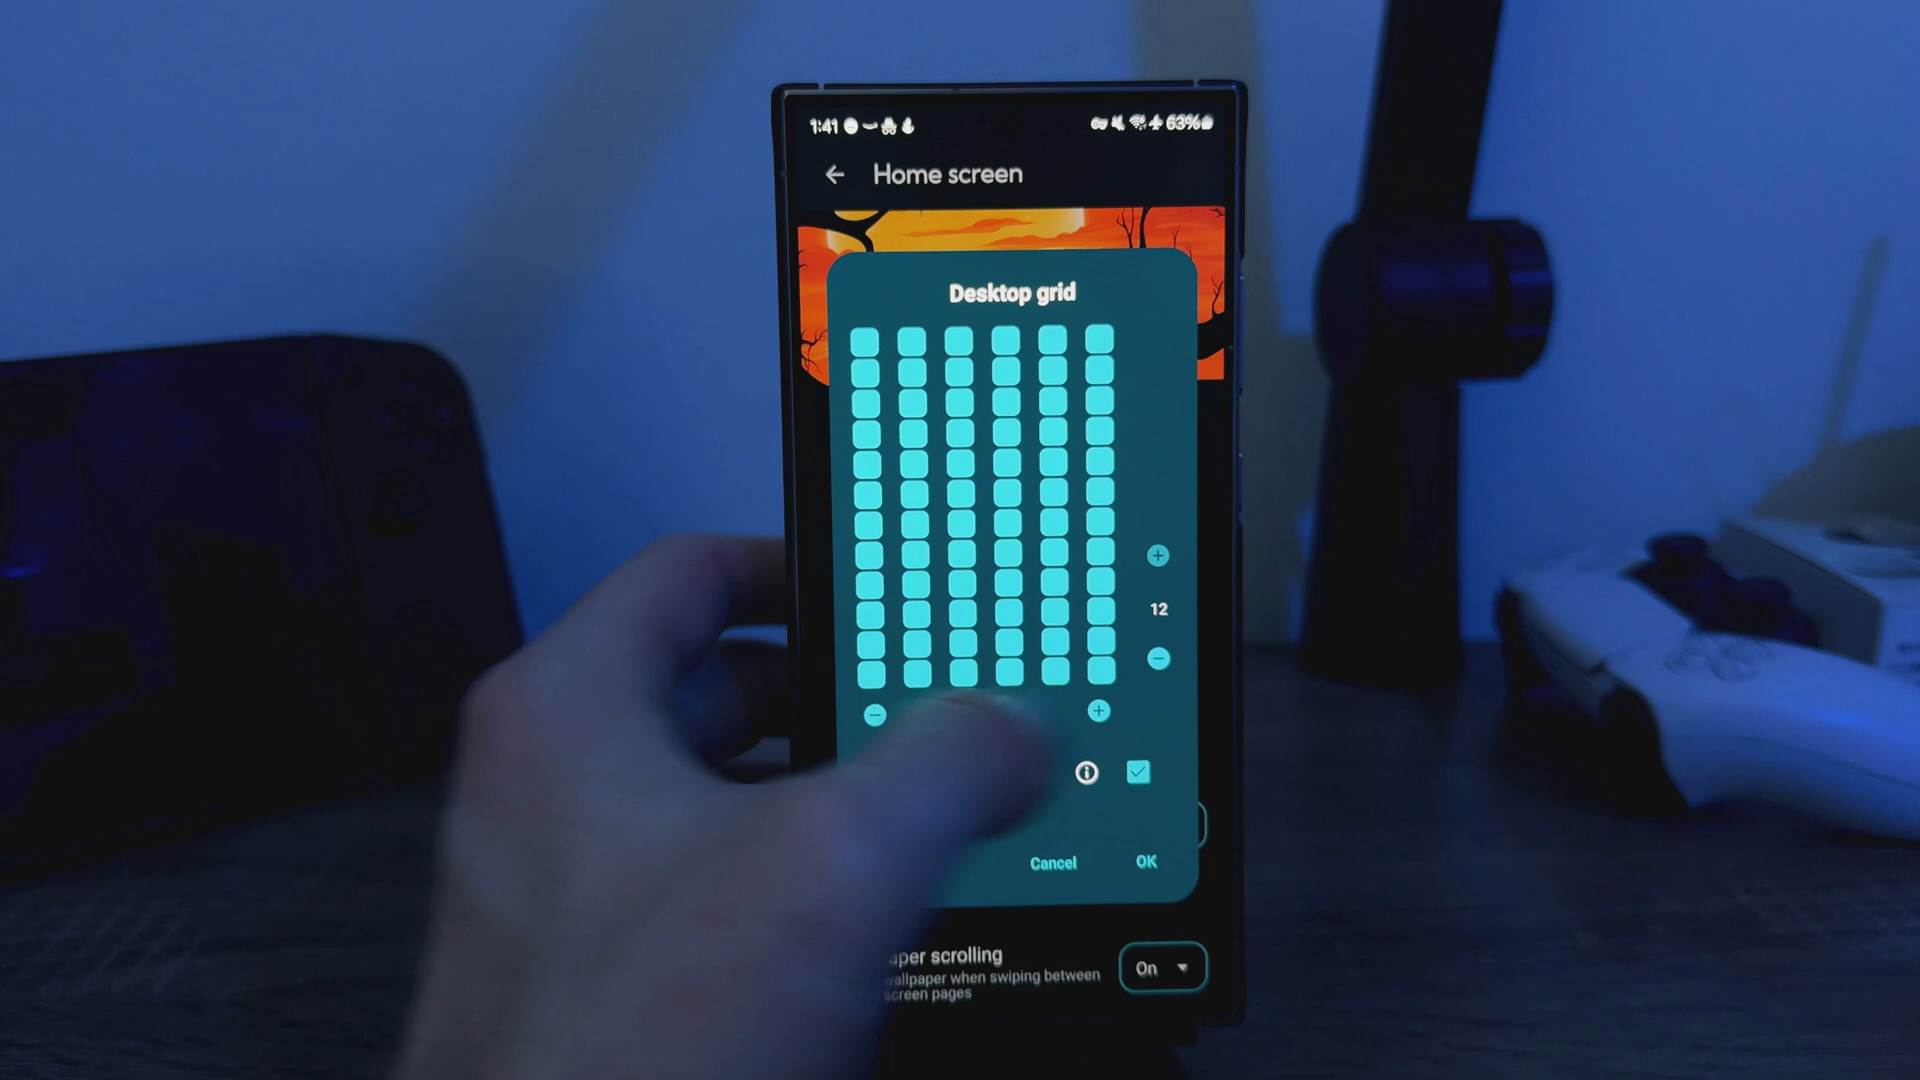 1:41
63%
Home screen
Desktop grid
12
Cancel
OK
aper scrolling
On
wallpaper when swiping between
screen pages